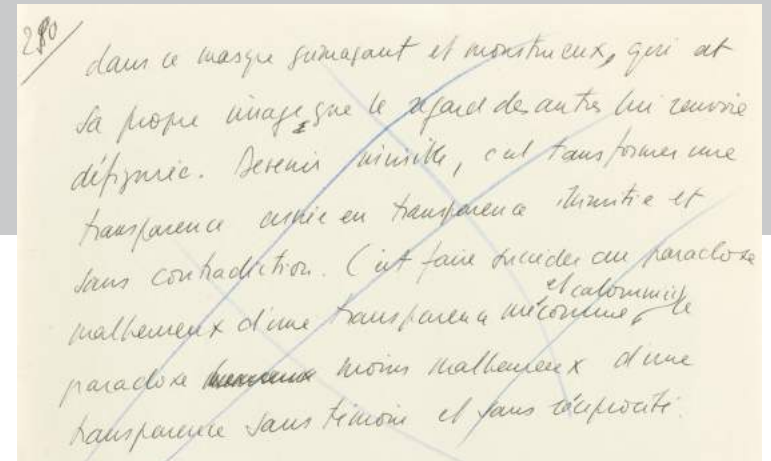 280
dans ce masque grimaçant et monstrueux, qui est
sa propre image, que le regard des autres lui renvoie
défigurée. Devenir invisible, c'est transformer une
transparence en transparence illimitée et
sans contradiction. C'est faire succéder au paradoxe
malheureux d'une transparence méconnue et calomniée, le
paradoxe moins malheureux d'une
transparence sans témoin et sans réciprocité.